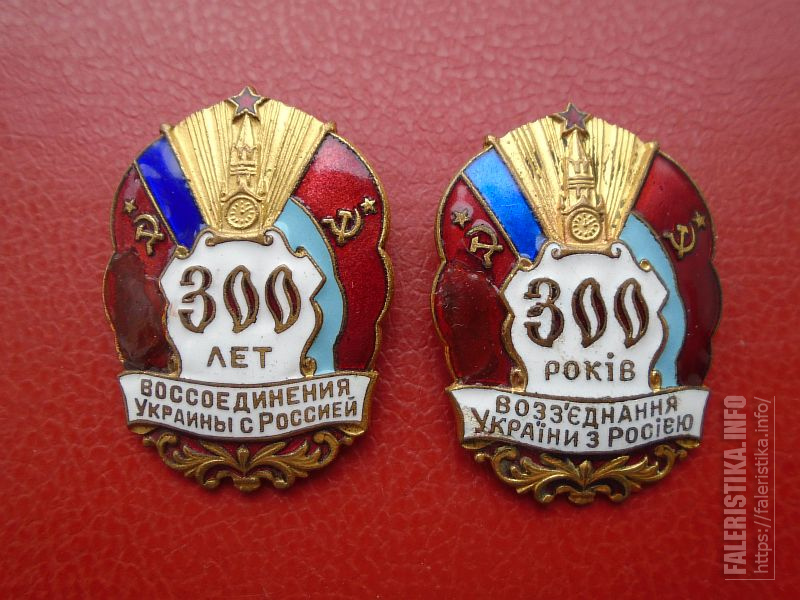 300
ЛЕТ
ВОССОЕДИНЕНИЯ
УКРАИНЫ С РОССИЕЙ
300
РОКІВ
ВОЗЗ'ЄДНАННЯ
УКРАЇНИ З РОСІЄЮ
FALERISTIKA.INFO
https://faleristika.info/